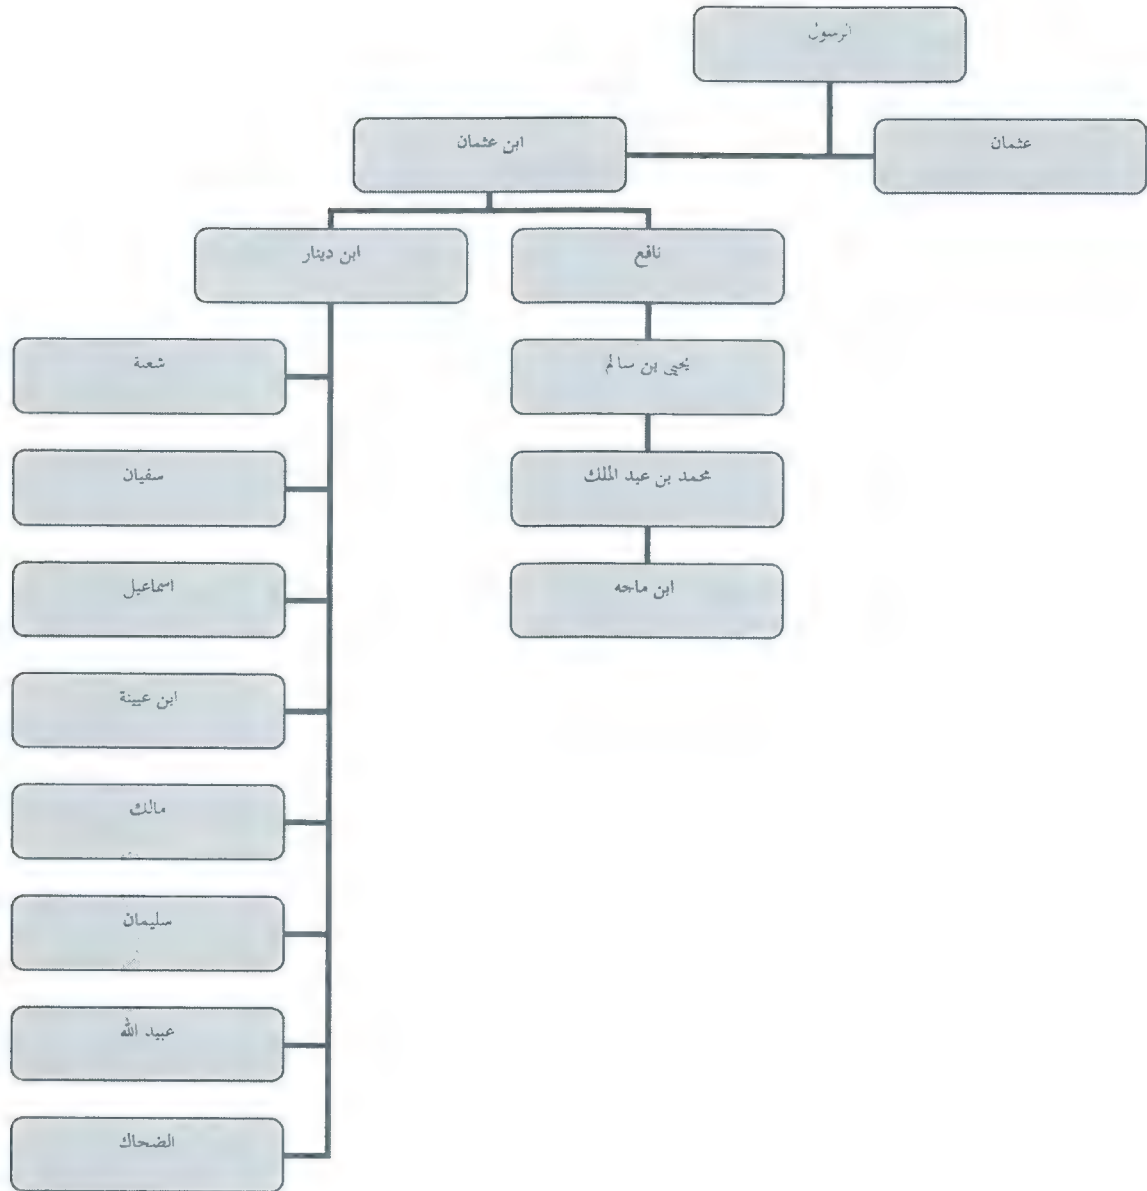 الرسول
عثمان
ابن عثمان
نافع
ابن دينار
يحيى بن سالم
محمد بن عبد الملك
ابن ماجه
شعبة
سفيان
اسماعيل
ابن عيينة
مالك
سليمان
عبيد الله
الضحاك